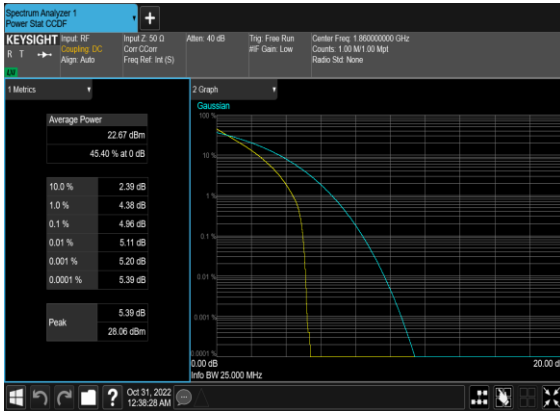 Spectrum Analyzer 1
Power Stat CCDF
KEYSIGHT
R T
LVI
Input: RF
Coupling: DC
Align: Auto
Input Z: 50 Ω
Corr CCorr
Freq Ref: Int (S)
Atten: 40 dB
Trig: Free Run
#IF Gain: Low
Center Freq: 1.860000000 GHz
Counts: 1.00 M/1.00 Mpt
Radio Std: None
1 Metrics
Average Power
22.67 dBm
45.40 % at 0 dB
10.0 % 2.39 dB
1.0 % 4.38 dB
0.1 % 4.96 dB
0.01 % 5.11 dB
0.001 % 5.20 dB
0.0001 % 5.39 dB
Peak
5.39 dB
28.06 dBm
2 Graph
Gaussian
100 %
10 %
1 %
0.1 %
0.01 %
0.001 %
0.0001 %
0.00 dB
20.00 d
Info BW 25.000 MHz
Oct 31, 2022
12:38:28 AM